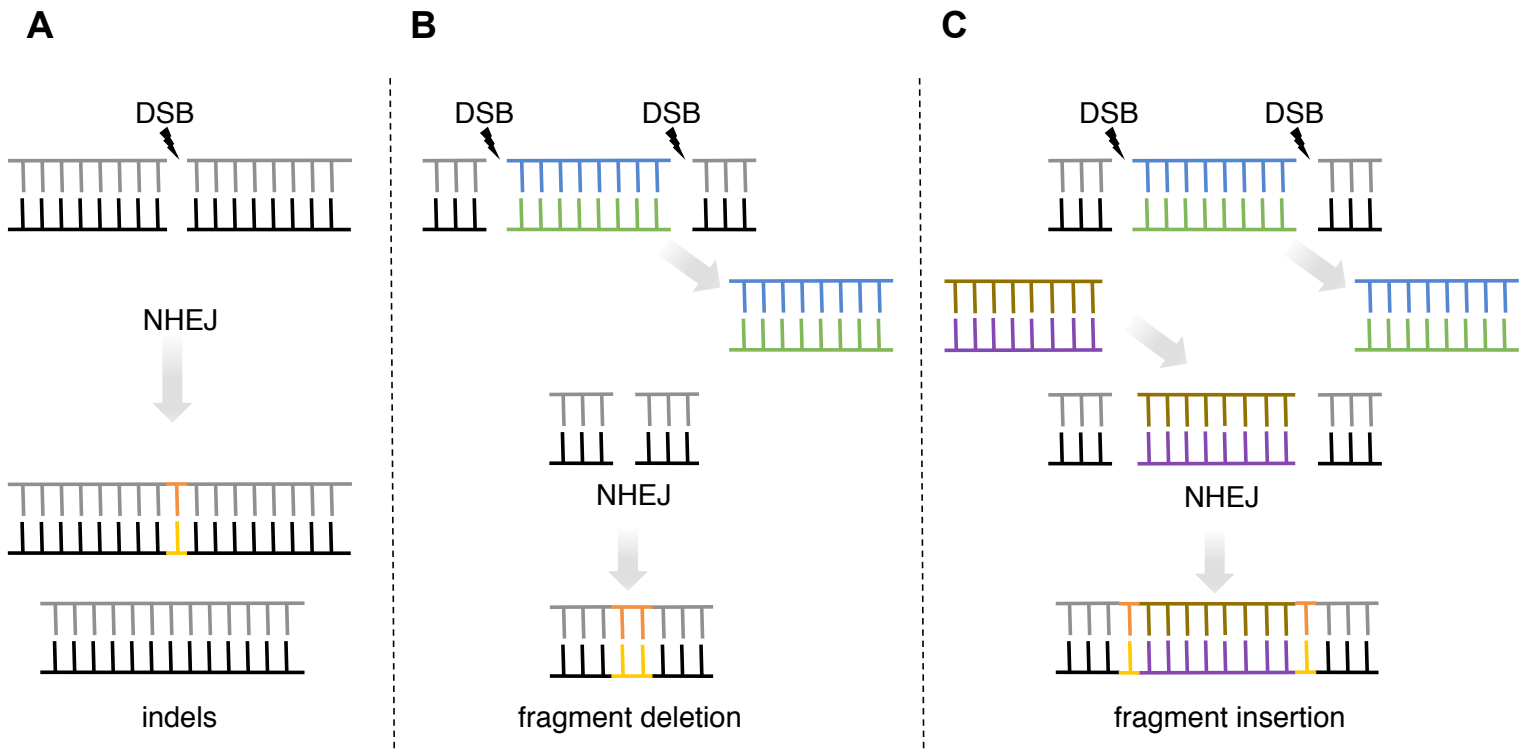 A
B
C
DSB
DSB
DSB
DSB
DSB
NHEJ
NHEJ
NHEJ
indels
fragment deletion
fragment insertion